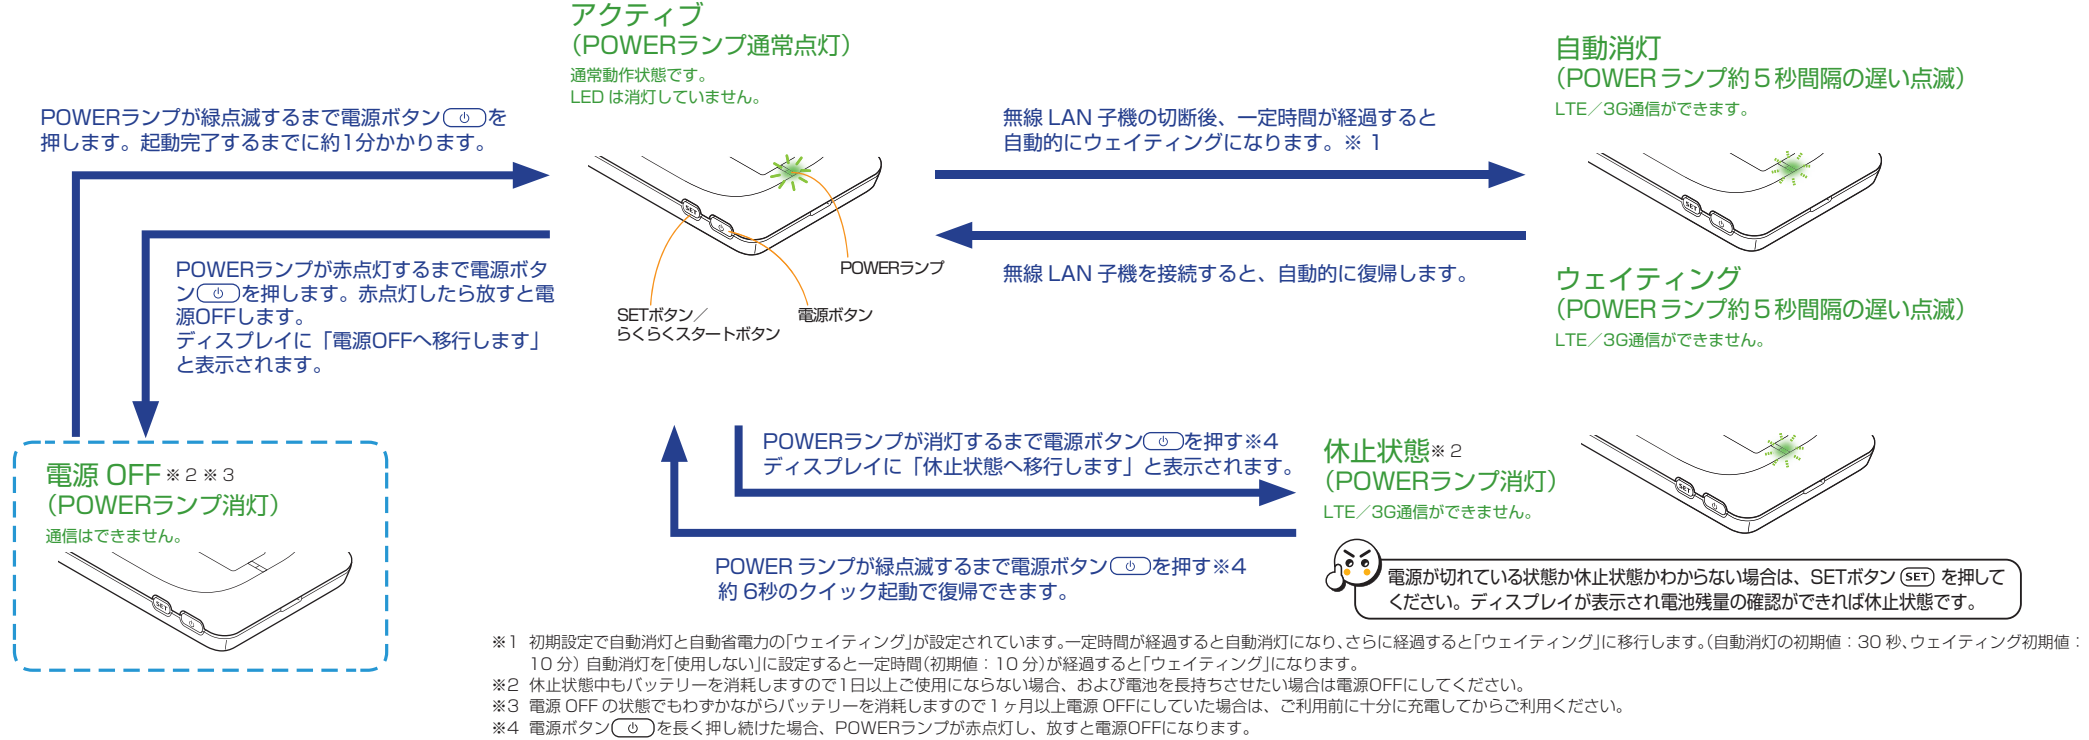 アクティブ
（POWERランプ通常点灯）
通常動作状態です。
LED は消灯していません。
自動消灯
（POWER ランプ約５秒間隔の遅い点滅）
LTE／3G通信ができます。
POWERランプが緑点滅するまで電源ボタンを
押します。起動完了するまでに約1分かかります。
無線 LAN 子機の切断後、一定時間が経過すると
自動的にウェイティングになります。※ 1
SET
SET
POWERランプ
SETボタン／
らくらくスタートボタン
電源ボタン
POWERランプが赤点灯するまで電源ボタ
ンを押します。赤点灯したら放すと電
源OFFします。
ディスプレイに「電源OFFへ移行します」
と表示されます。
無線 LAN 子機を接続すると、自動的に復帰します。
ウェイティング
（POWER ランプ約５秒間隔の遅い点滅）
LTE／3G通信ができません。
電源 OFF※２※３
（POWERランプ消灯）
通信はできません。
SET
POWERランプが消灯するまで電源ボタンを押す※4
ディスプレイに「休止状態へ移行します」と表示されます。
休止状態※２
（POWERランプ消灯）
LTE／3G通信ができません。
SET
POWER ランプが緑点滅するまで電源ボタンを押す※4
約 6秒のクイック起動で復帰できます。
電源が切れている状態か休止状態かわからない場合は、SETボタン SET を押して
ください。ディスプレイが表示され電池残量の確認ができれば休止状態です。
※1 初期設定で自動消灯と自動省電力の｢ウェイティング｣が設定されています｡一定時間が経過すると自動消灯になり､さらに経過すると｢ウェイティング｣に移行します｡(自動消灯の初期値：30 秒､ウェイティング初期値：
10 分) 自動消灯を｢使用しない｣に設定すると一定時間(初期値：10 分)が経過すると｢ウェイティング｣になります。
※2 休止状態中もバッテリーを消耗しますので1日以上ご使用にならない場合、および電池を長持ちさせたい場合は電源OFFにしてください。
※3 電源 OFF の状態でもわずかながらバッテリーを消耗しますので１ヶ月以上電源 OFFにしていた場合は、ご利用前に十分に充電してからご利用ください。
※4 電源ボタンを長く押し続けた場合、POWERランプが赤点灯し、放すと電源OFFになります。